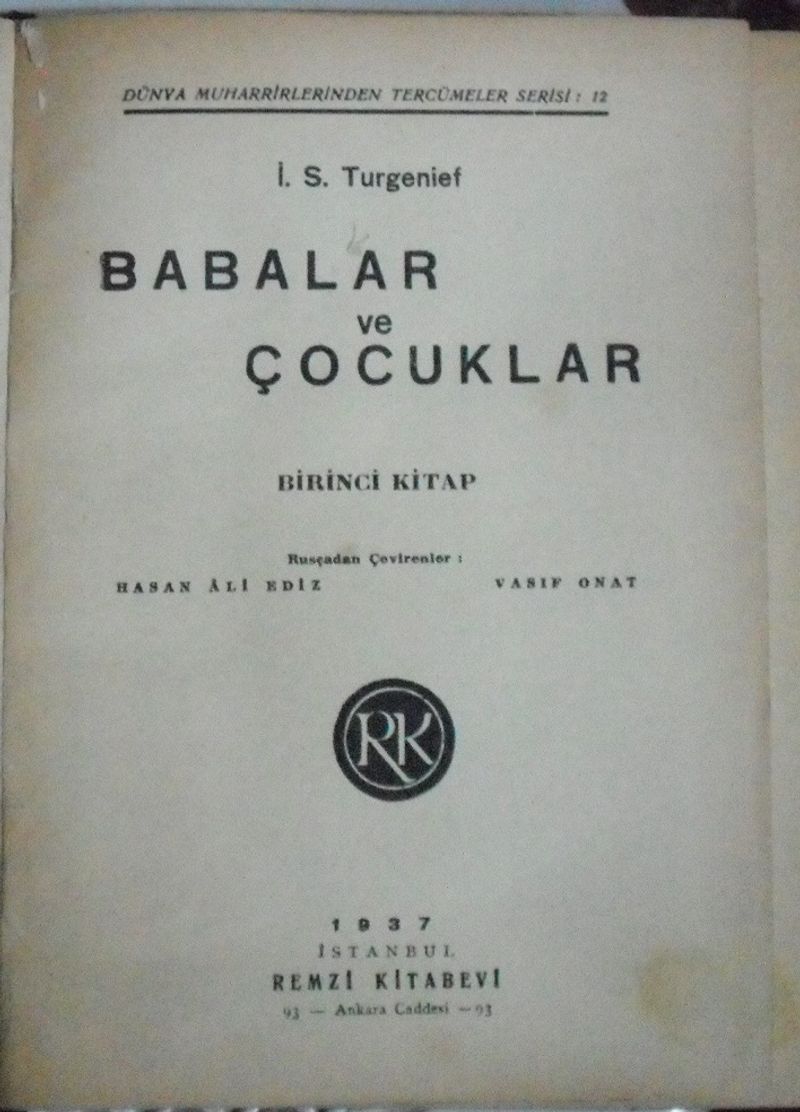 DÜNYA MUHARRİRLERİNDEN TERCÜMELER SERİSİ : 12
İ. S. Turgenief
BABALAR
ve
ÇOCUKLAR
BİRİNCİ KİTAP
Rusçadan Çevirenler :
HASAN ÂLİ EDİZ VASIF ONAT
RK
1937
İSTANBUL
REMZİ KİTABEVİ
93 — Ankara Caddesi — 93